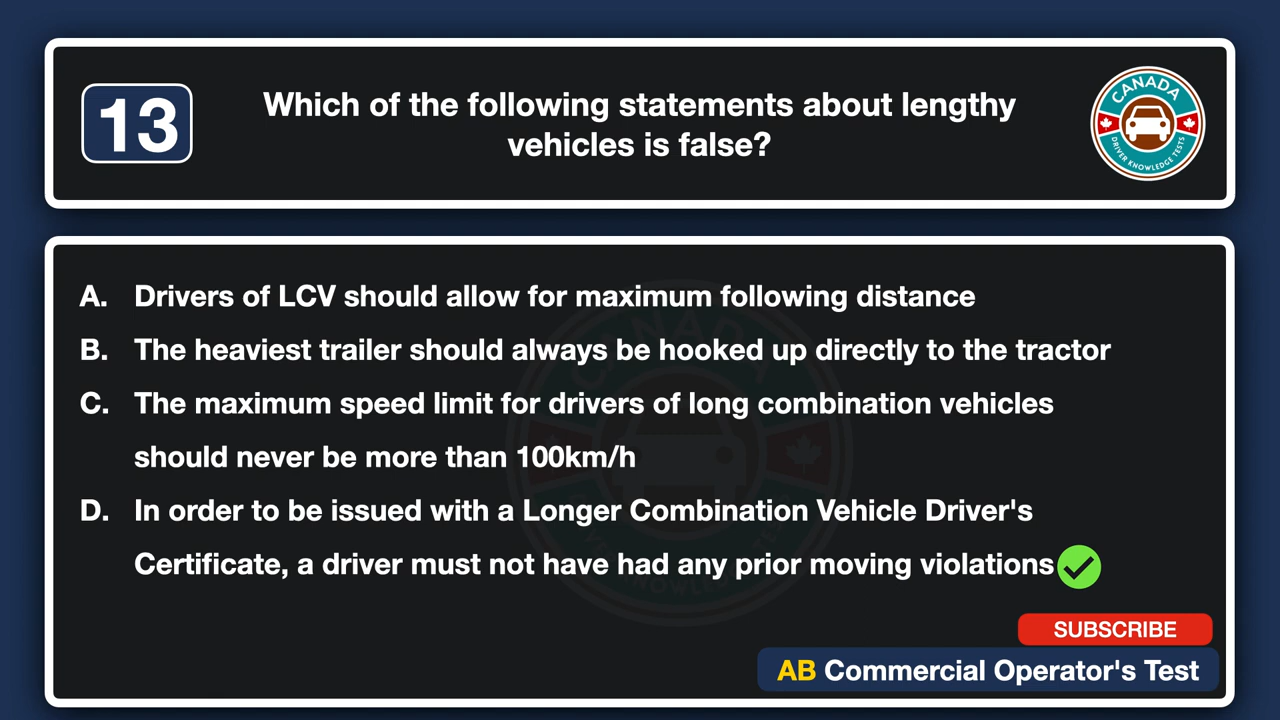 13
Which of the following statements about lengthy
vehicles is false?
CANADA
DRIVER KNOWLEDGE TESTS
A. Drivers of LCV should allow for maximum following distance
B. The heaviest trailer should always be hooked up directly to the tractor
C. The maximum speed limit for drivers of long combination vehicles
should never be more than 100km/h
D. In order to be issued with a Longer Combination Vehicle Driver's
Certificate, a driver must not have had any prior moving violations
SUBSCRIBE
AB Commercial Operator's Test